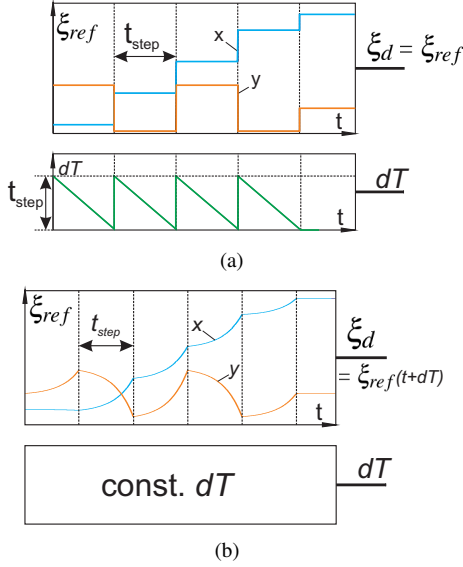 ξref
tstep
x
y
t
ξd = ξref
dT
tstep
t
dT
(a)
ξref
tstep
x
y
t
ξd
= ξref(t+dT)
const. dT
dT
(b)